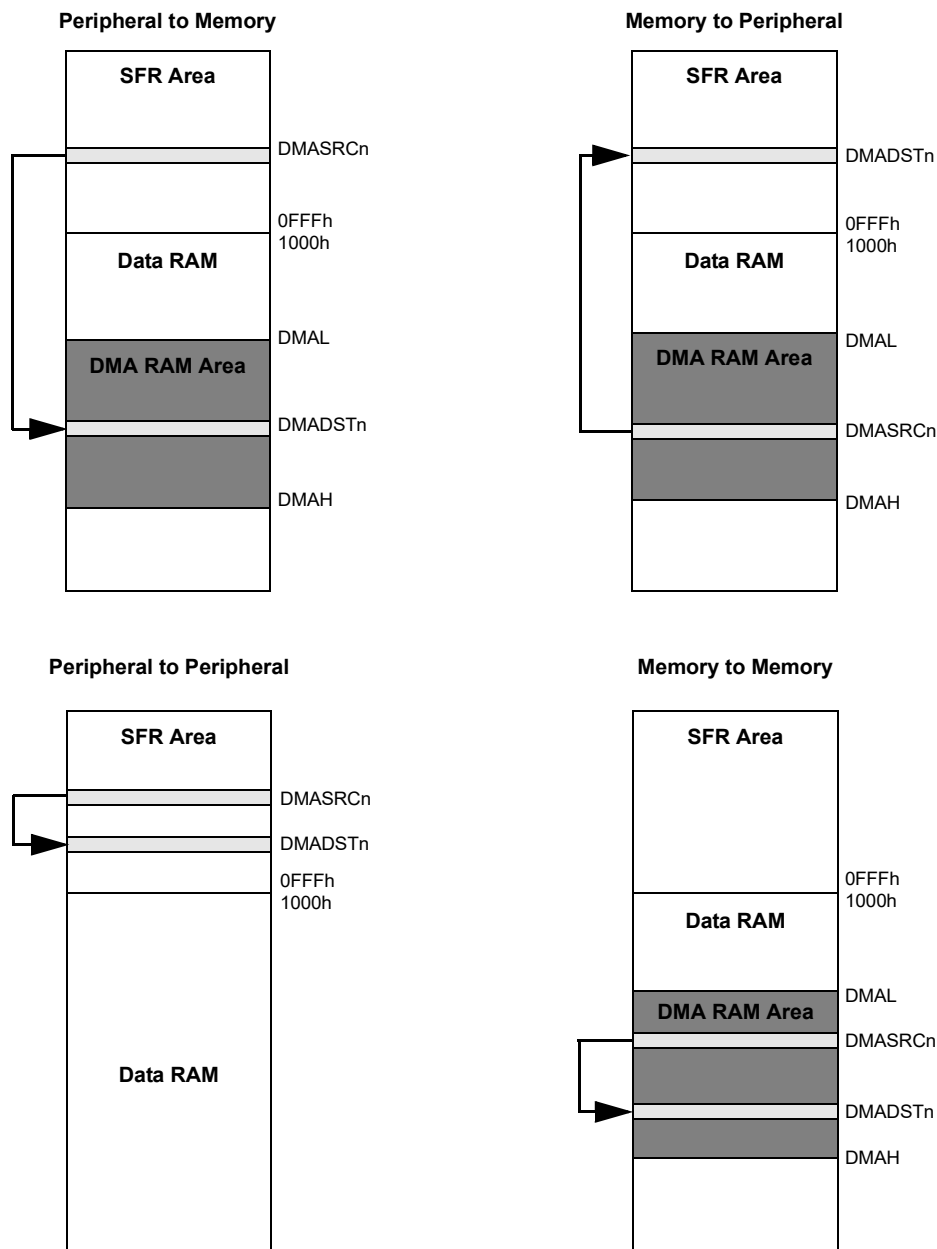 Peripheral to Memory
SFR Area
DMASRCn
0FFFh
1000h
Data RAM
DMAL
DMA RAM Area
DMADSTn
DMAH
Memory to Peripheral
SFR Area
DMADSTn
0FFFh
1000h
Data RAM
DMAL
DMA RAM Area
DMASRCn
DMAH
Peripheral to Peripheral
SFR Area
DMASRCn
DMADSTn
0FFFh
1000h
Data RAM
Memory to Memory
SFR Area
0FFFh
1000h
Data RAM
DMAL
DMA RAM Area
DMASRCn
DMADSTn
DMAH